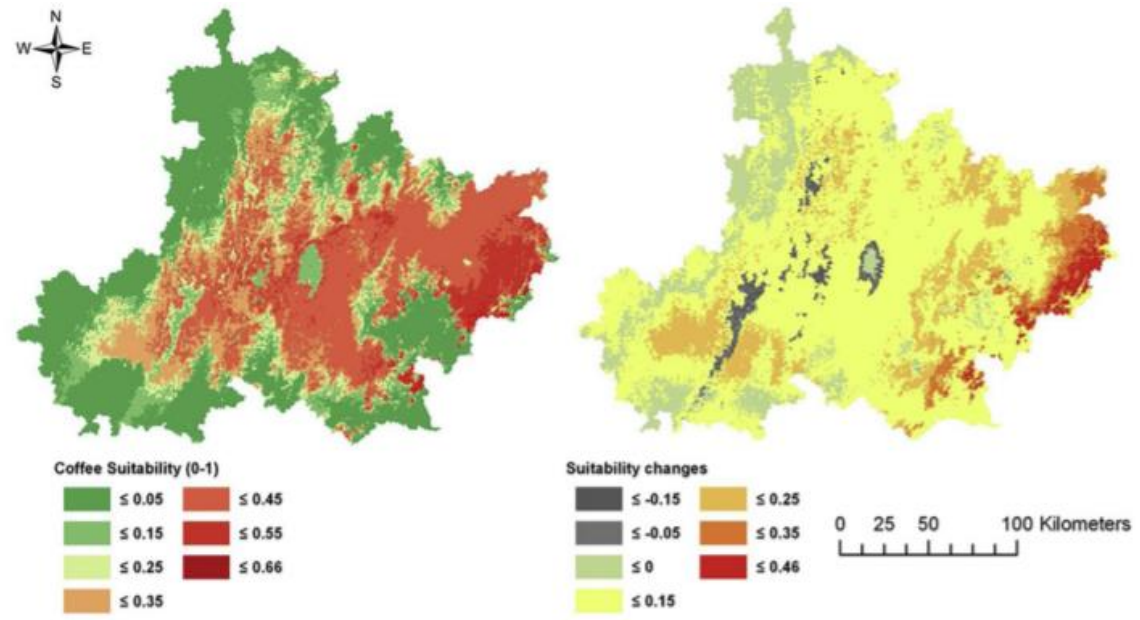 N
W E
S
Coffee Suitability (0-1)
≤ 0.05
≤ 0.45
≤ 0.15
≤ 0.55
≤ 0.25
≤ 0.66
≤ 0.35
Suitability changes
≤ -0.15
≤ 0.25
≤ -0.05
≤ 0.35
≤ 0
≤ 0.46
≤ 0.15
0 25 50 100 Kilometers